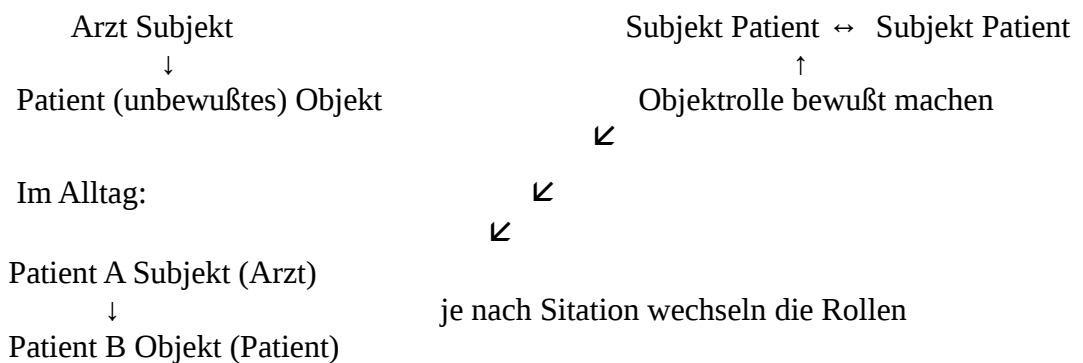 Arzt Subjekt Subjekt Patient ↔ Subjekt Patient
↓ ↑
Patient (unbewußtes) Objekt Objektrolle bewußt machen
↙
Im Alltag: ↙
↙
Patient A Subjekt (Arzt)
↓ je nach Sitation wechseln die Rollen
Patient B Objekt (Patient)